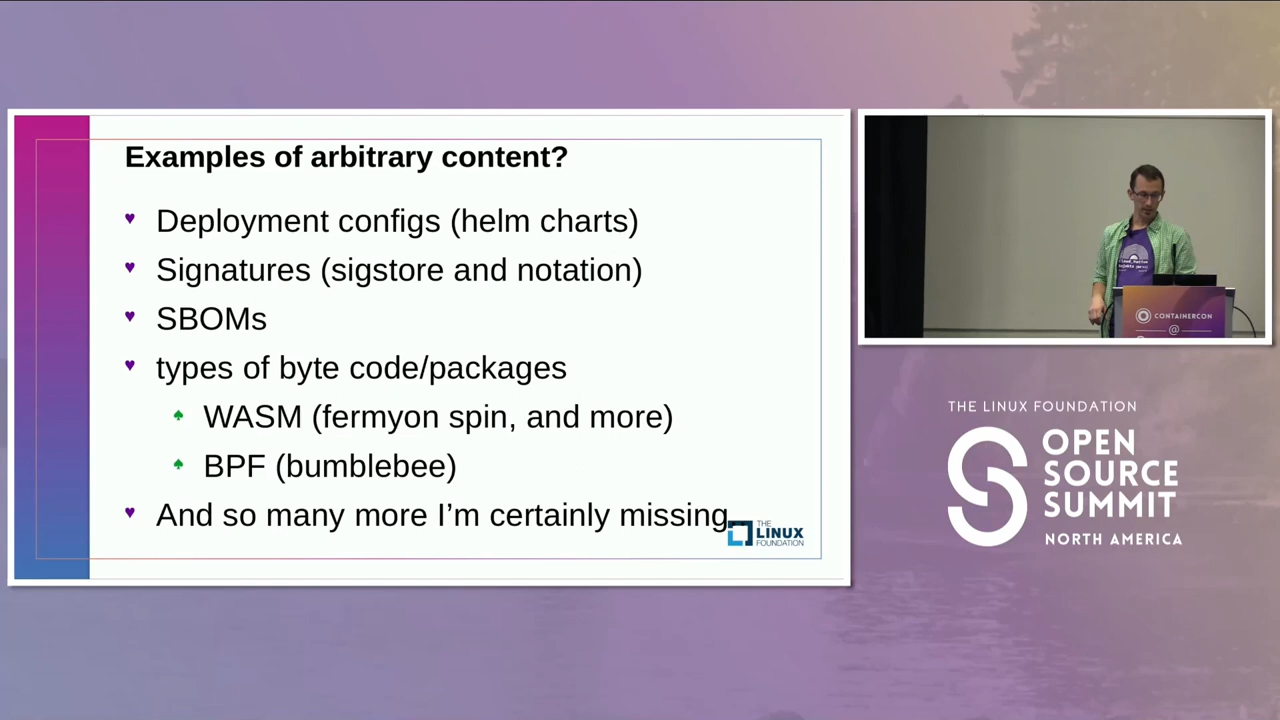 Examples of arbitrary content?
Deployment configs (helm charts)
Signatures (sigstore and notation)
SBOMs
types of byte code/packages
WASM (fermyon spin, and more)
BPF (bumblebee)
And so many more I'm certainly missing
THE
LINUX
FOUNDATION
CONTAINERCON
@
THE LINUX FOUNDATION
OPEN
SOURCE
SUMMIT
NORTH AMERICA